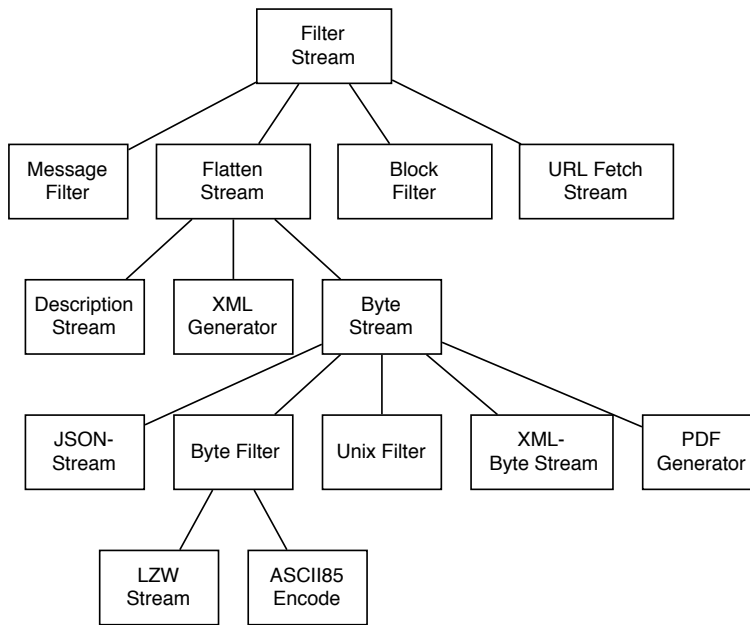 Filter
Stream
Message
Filter
Flatten
Stream
Block
Filter
URL Fetch
Stream
Description
Stream
XML
Generator
Byte
Stream
JSON-
Stream
Byte Filter
Unix Filter
XML-
Byte Stream
PDF
Generator
LZW
Stream
ASCII85
Encode